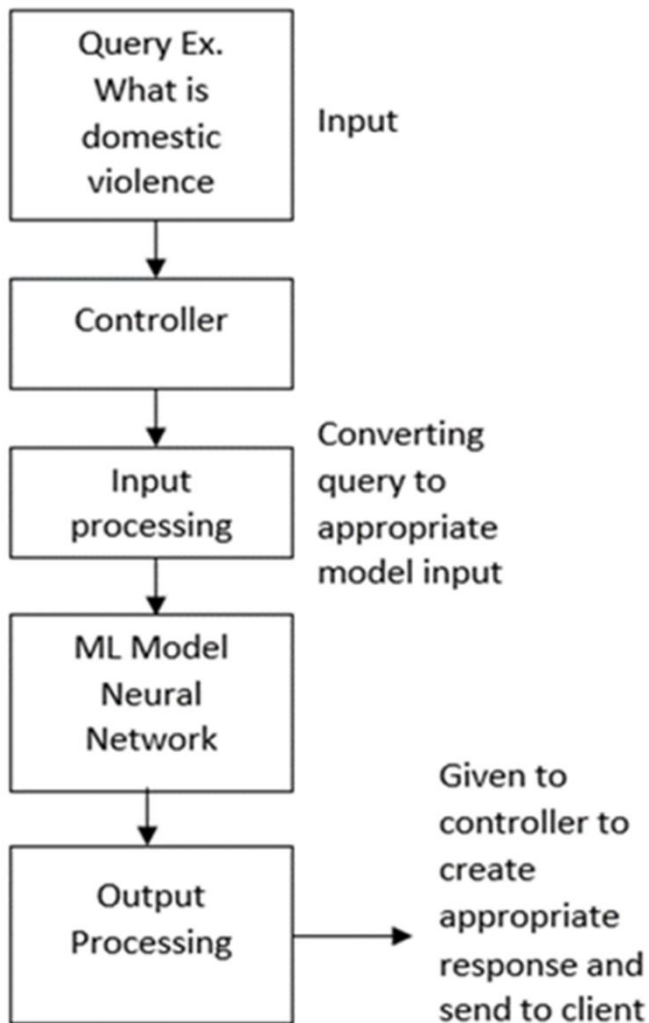 Query Ex.
What is
domestic
violence
Input
Controller
Input
processing
Converting
query to
appropriate
model input
ML Model
Neural
Network
Output
Processing
Given to
controller to
create
appropriate
response and
send to client